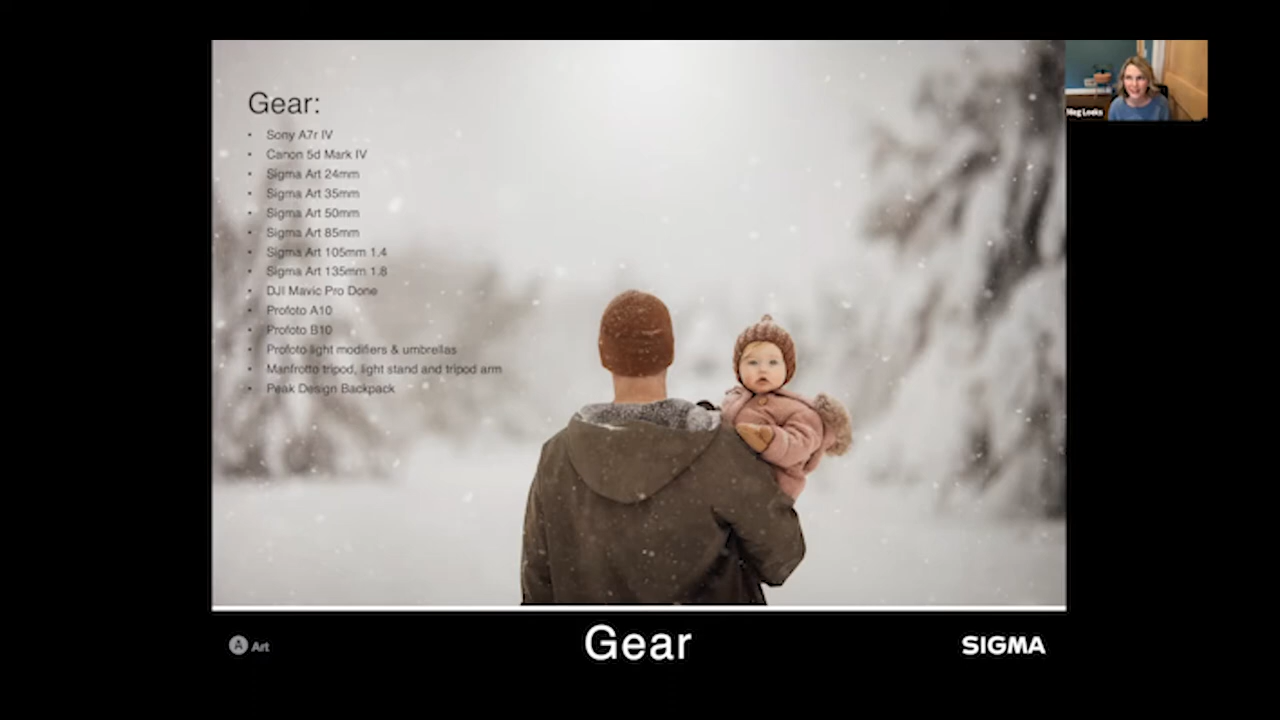 Gear:
• Sony A7r IV
• Canon 5d Mark IV
• Sigma Art 24mm
• Sigma Art 35mm
• Sigma Art 50mm
• Sigma Art 85mm
• Sigma Art 105mm 1.4
• Sigma Art 135mm 1.8
• DJI Mavic Pro Done
• Profoto A10
• Profoto B10
• Profoto light modifiers & umbrellas
• Manfrotto tripod, light stand and tripod arm
• Peak Design Backpack
Meg Loeks
A Art
Gear
SIGMA